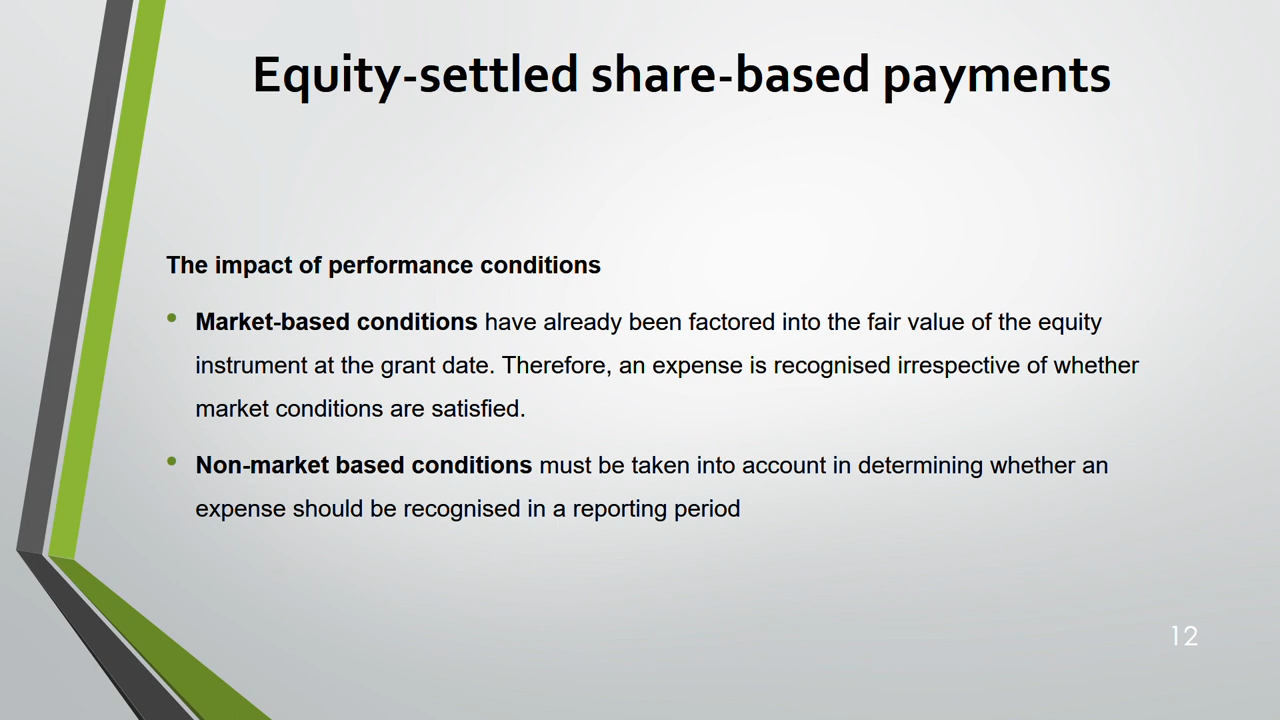 Equity-settled share-based payments
The impact of performance conditions
• Market-based conditions have already been factored into the fair value of the equity
instrument at the grant date. Therefore, an expense is recognised irrespective of whether
market conditions are satisfied.
• Non-market based conditions must be taken into account in determining whether an
expense should be recognised in a reporting period
12